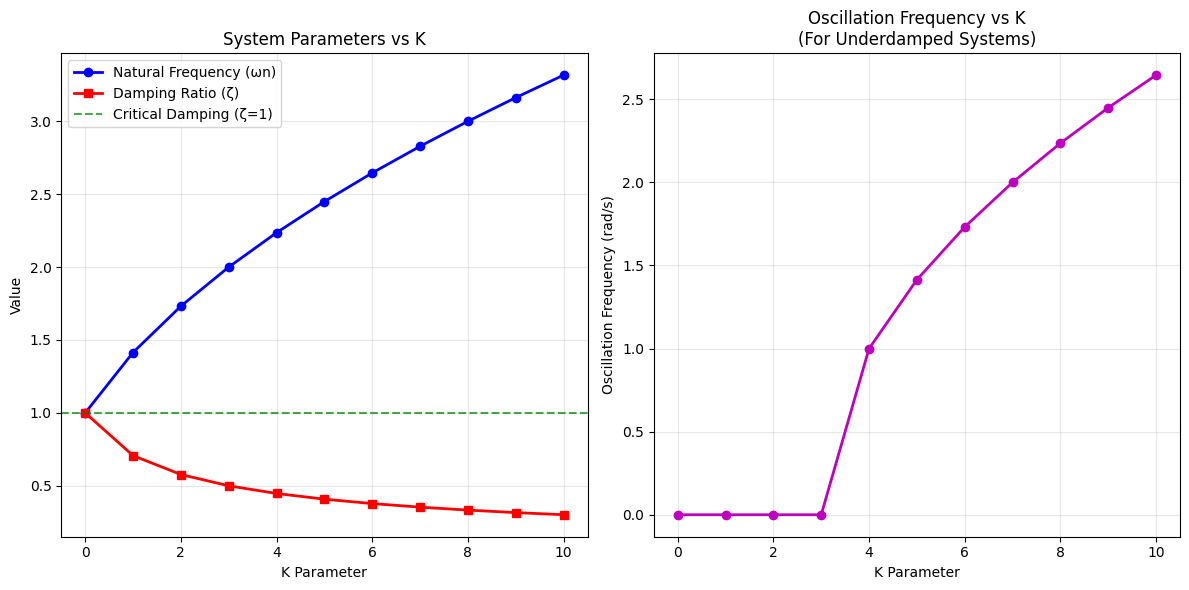 System Parameters vs K
Natural Frequency (ωn)
Damping Ratio (ζ)
Critical Damping (ζ=1)
Value
3.0
2.5
2.0
1.5
1.0
0.5
0 2 4 6 8 10
K Parameter
Oscillation Frequency vs K
(For Underdamped Systems)
Oscillation Frequency (rad/s)
2.5
2.0
1.5
1.0
0.5
0.0
0 2 4 6 8 10
K Parameter